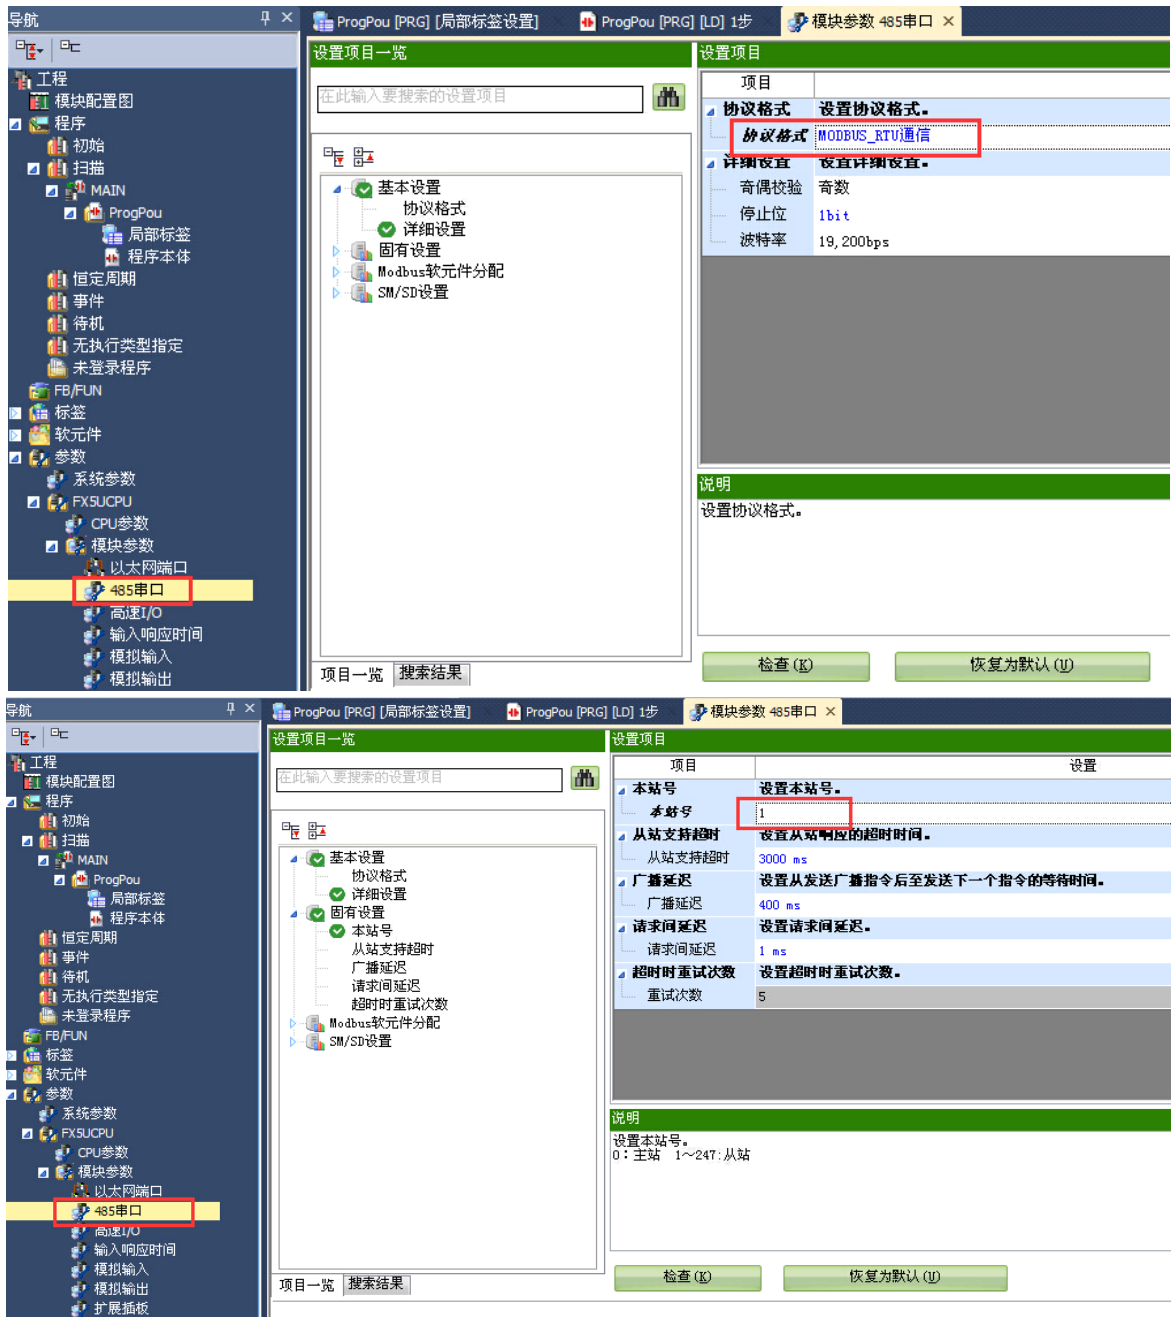 导航
ProgPou [PRG] [局部标签设置]
ProgPou [PRG] [LD] 1步
模块参数 485串口
设置项目一览
设置项目
工程
模块配置图
程序
初始
扫描
MAIN
ProgPou
局部标签
程序本体
恒定周期
事件
待机
无执行类型指定
未登录程序
FB/FUN
标签
软元件
参数
系统参数
FX5UCPU
CPU参数
模块参数
以太网端口
485串口
高速I/O
输入响应时间
模拟输入
模拟输出
在此输入要搜索的设置项目
基本设置
协议格式
详细设置
固有设置
Modbus软元件分配
SM/SD设置
项目一览 搜索结果
项目
协议格式 设置协议格式。
协议格式 MODBUS_RTU通信
详细设置 设置详细设置。
奇偶校验 奇数
停止位 1bit
波特率 19,200bps
说明
设置协议格式。
检查(K) 恢复为默认(U)
导航
ProgPou [PRG] [局部标签设置]
ProgPou [PRG] [LD] 1步
模块参数 485串口
设置项目一览
设置项目
工程
模块配置图
程序
初始
扫描
MAIN
ProgPou
局部标签
程序本体
恒定周期
事件
待机
无执行类型指定
未登录程序
FB/FUN
标签
软元件
参数
系统参数
FX5UCPU
CPU参数
模块参数
以太网端口
485串口
高速I/O
输入响应时间
模拟输入
模拟输出
扩展插板
在此输入要搜索的设置项目
基本设置
协议格式
详细设置
固有设置
本站号
从站支持超时
广播延迟
请求间延迟
超时时重试次数
Modbus软元件分配
SM/SD设置
项目一览 搜索结果
项目 设置
本站号 设置本站号。
本站号 1
从站支持超时 设置从站响应的超时时间。
从站支持超时 3000 ms
广播延迟 设置从发送广播指令后至发送下一个指令的等待时间。
广播延迟 400 ms
请求间延迟 设置请求间延迟。
请求间延迟 1 ms
超时时重试次数 设置超时时重试次数。
重试次数 5
说明
设置本站号。
0：主站 1～247:从站
检查(K) 恢复为默认(U)